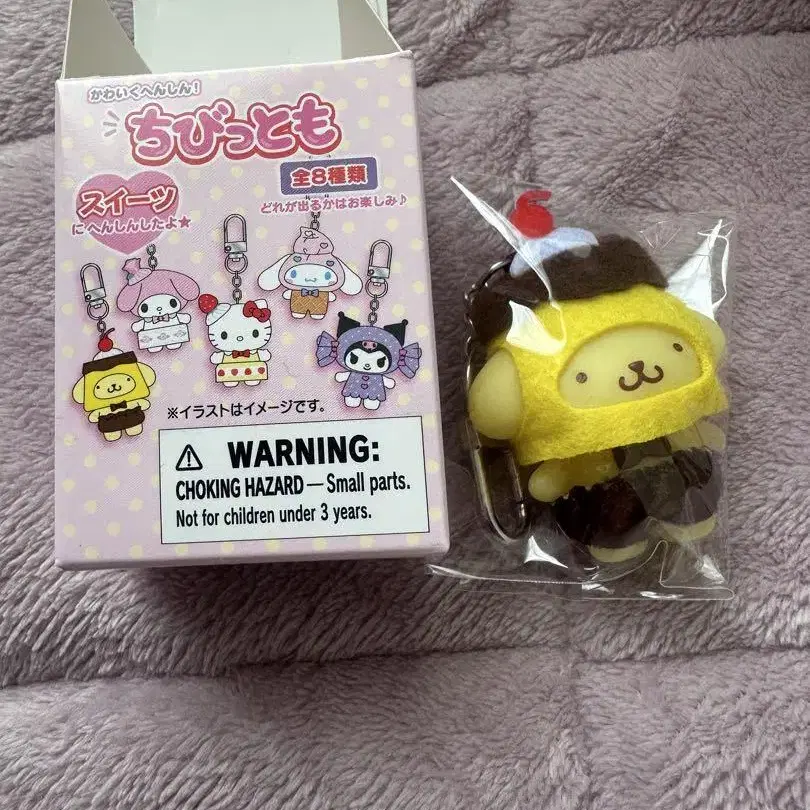 かわいくへんしん!
ちびっとも
全8種類
スイーツ
にへんしんしたよ★
どれが出るかはお楽しみ♪
※イラストはイメージです。
⚠ WARNING:
CHOKING HAZARD — Small parts.
Not for children under 3 years.